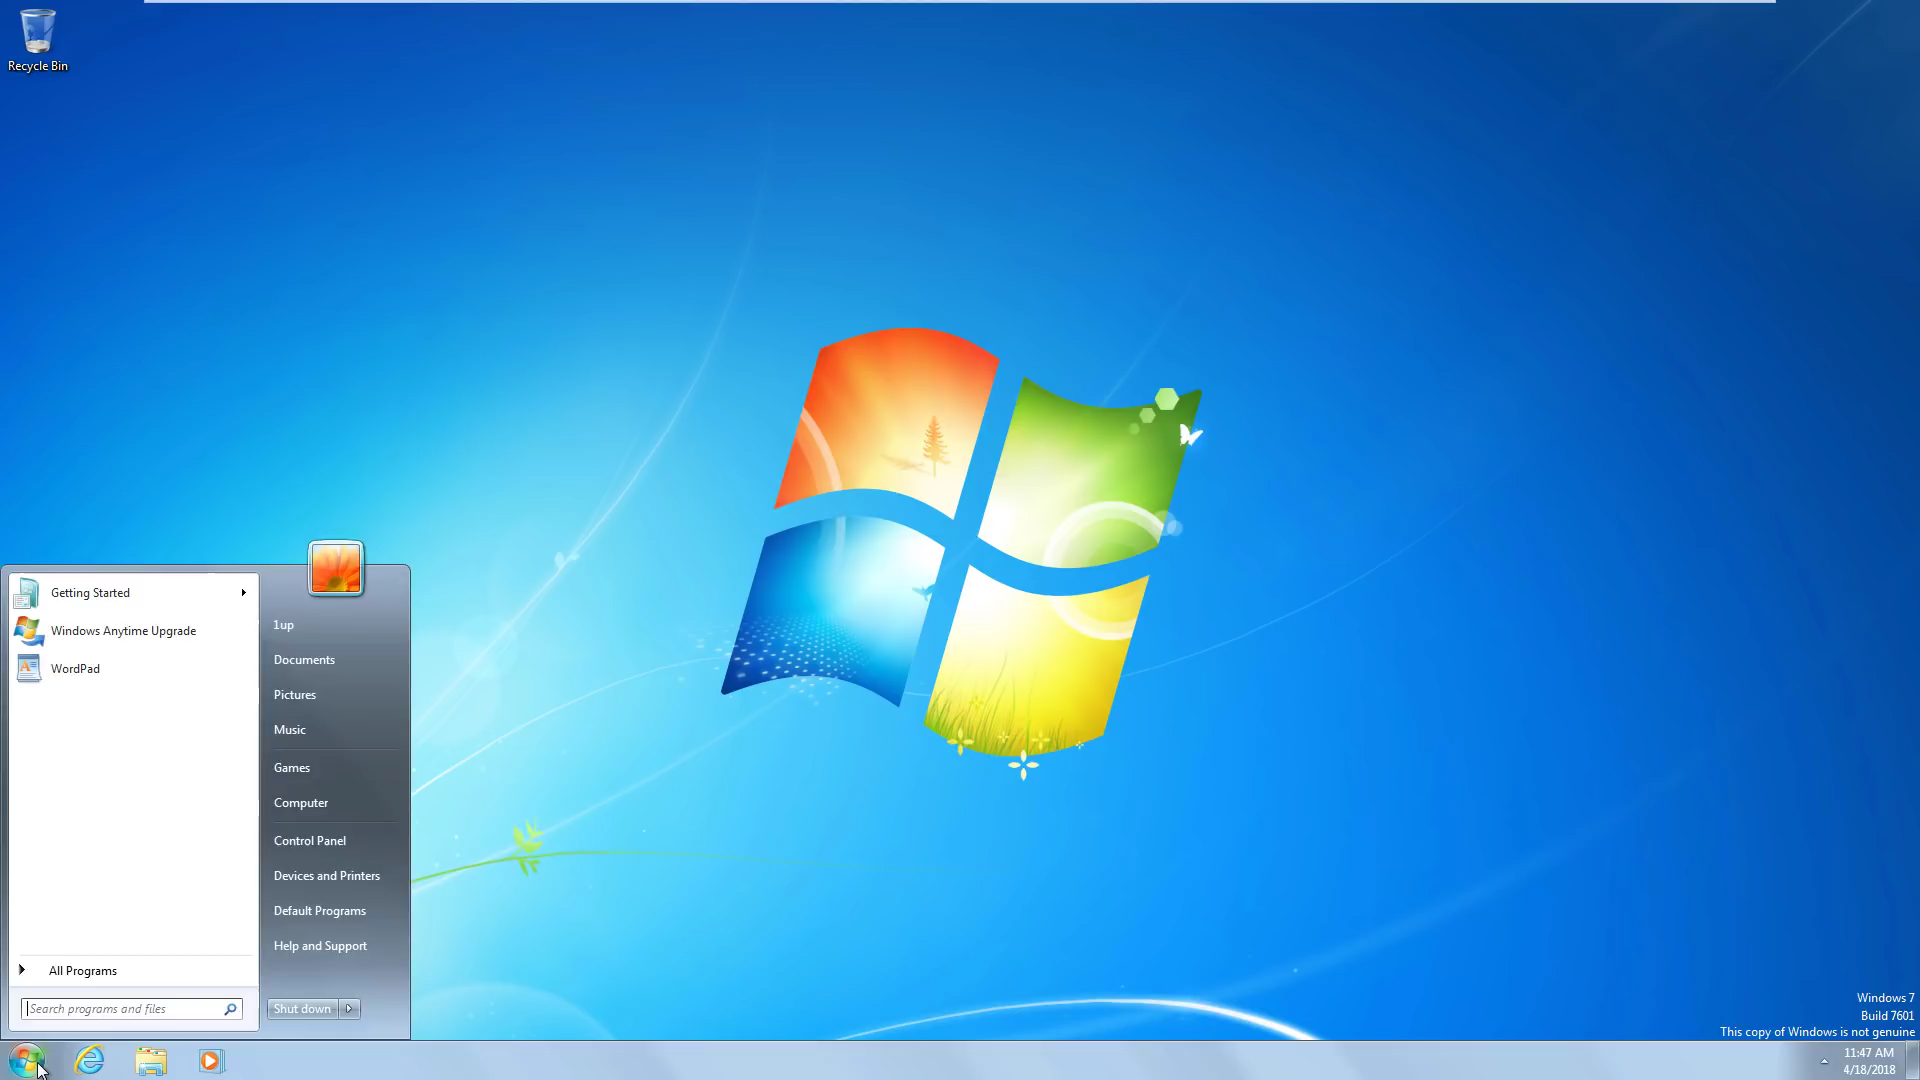 Recycle Bin
Getting Started
Windows Anytime Upgrade
WordPad
All Programs
Search programs and files
1up
Documents
Pictures
Music
Games
Computer
Control Panel
Devices and Printers
Default Programs
Help and Support
Shut down
Windows 7
Build 7601
This copy of Windows is not genuine
11:47 AM
4/18/2018